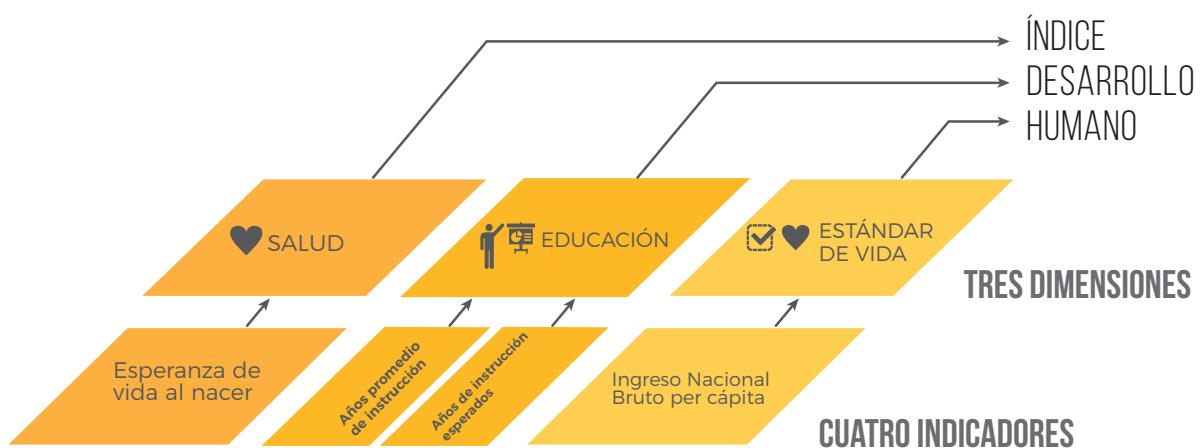 ÍNDICE
DESARROLLO
HUMANO
SALUD
EDUCACIÓN
ESTÁNDAR
DE VIDA
TRES DIMENSIONES
Esperanza de
vida al nacer
Años promedio
de instrucción
Años de instrucción
esperados
Ingreso Nacional
Bruto per cápita
CUATRO INDICADORES